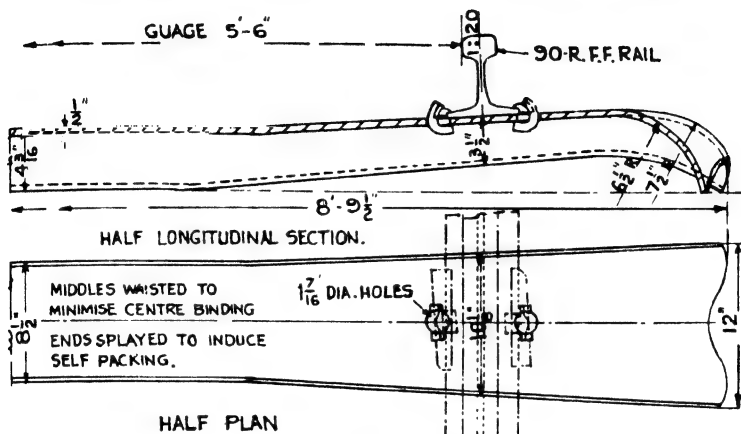 GUAGE 5'-6"
1:20
90-R.F.F. RAIL
1/2"
4 3/16"
3 1/2"
6 1/2" R
7 1/2" R
8'-9 1/2"
HALF LONGITUDINAL SECTION.
MIDDLES WAISTED TO
MINIMISE CENTRE BINDING
ENDS SPLAYED TO INDUCE
SELF PACKING.
1 7/16" DIA. HOLES
8 1/2"
12"
HALF PLAN